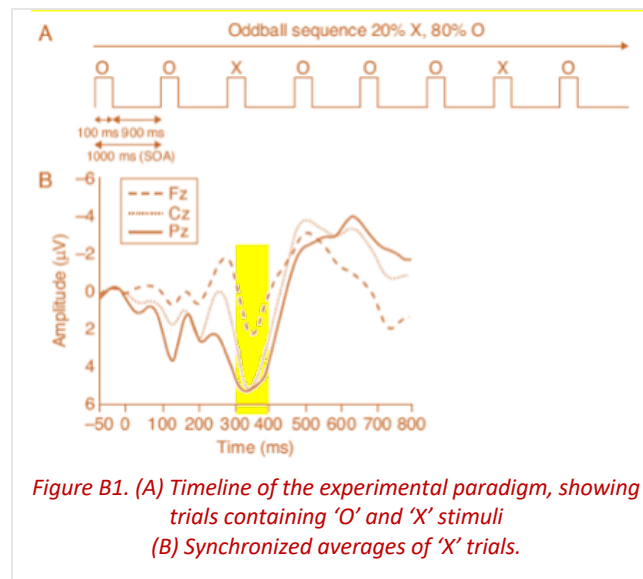 A
Oddball sequence 20% X, 80% O
O O X O O O X O
100 ms 900 ms
1000 ms (SOA)
B
−6
−4
−2
0
2
4
6
Amplitude (µV)
Fz
Cz
Pz
−50 0 100 200 300 400 500 600 700 800
Time (ms)
Figure B1. (A) Timeline of the experimental paradigm, showing
trials containing ‘O’ and ‘X’ stimuli
(B) Synchronized averages of ‘X’ trials.